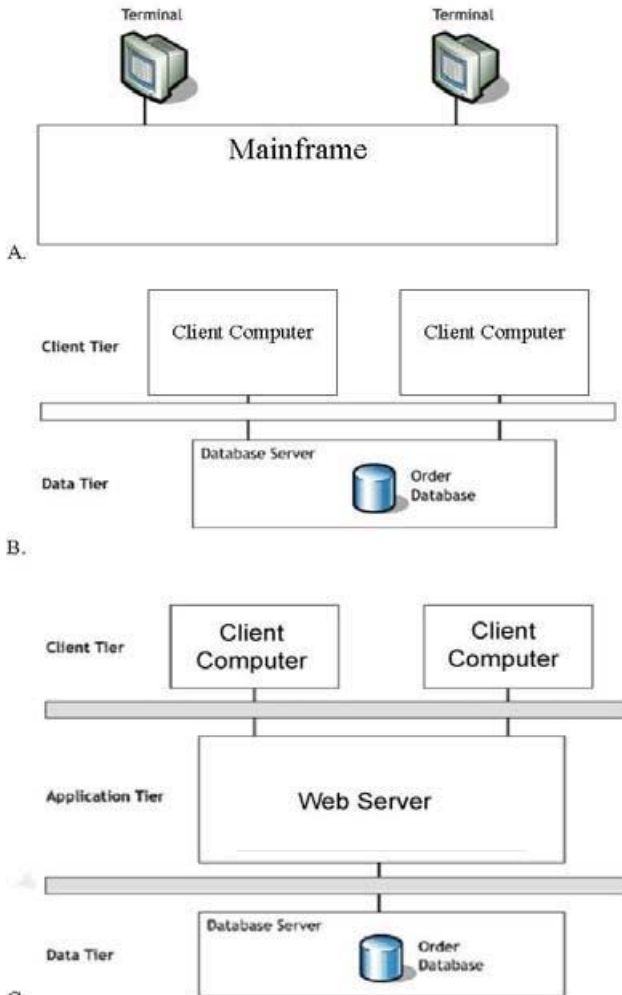 Terminal Terminal
Mainframe
A.
Client Computer Client Computer
Client Tier
Database Server
Order
Database
Data Tier
B.
Client
Computer
Client
Computer
Client Tier
Application Tier
Web Server
Database Server
Order
Database
Data Tier
C